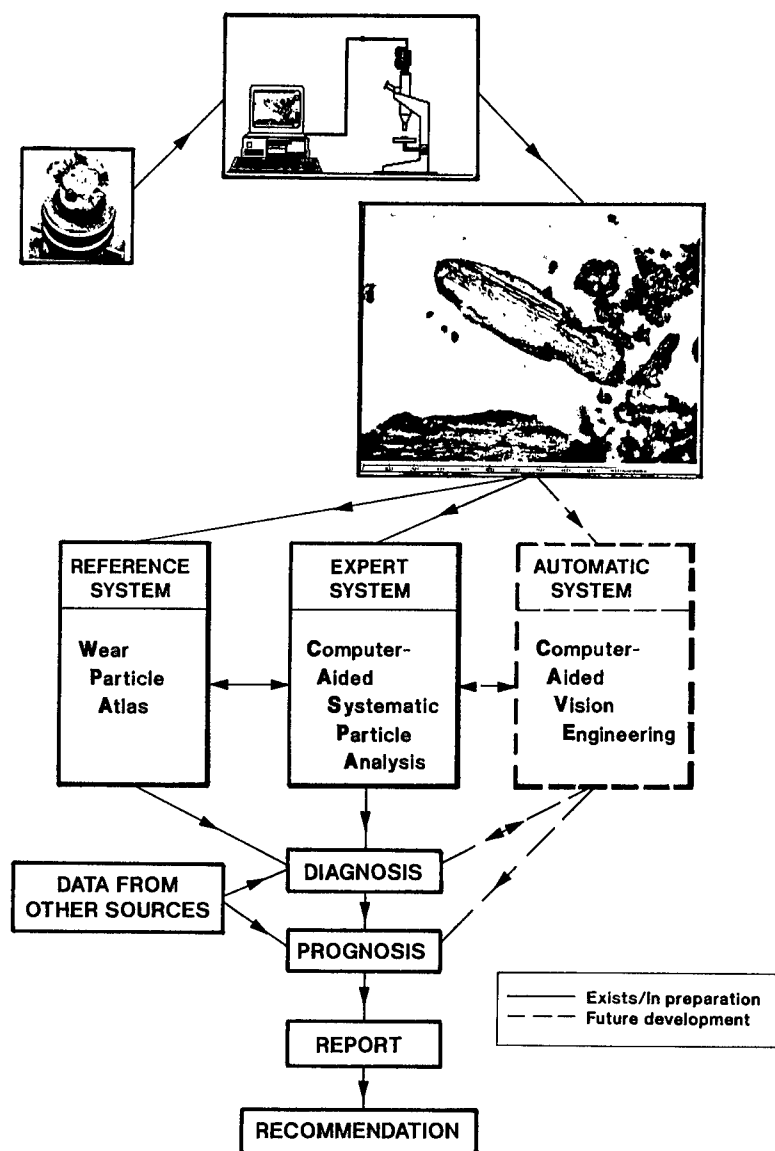 REFERENCE
SYSTEM
Wear
Particle
Atlas
EXPERT
SYSTEM
Computer-
Aided
Systematic
Particle
Analysis
AUTOMATIC
SYSTEM
Computer-
Aided
Vision
Engineering
DIAGNOSIS
DATA FROM
OTHER SOURCES
PROGNOSIS
Exists/In preparation
Future development
REPORT
RECOMMENDATION